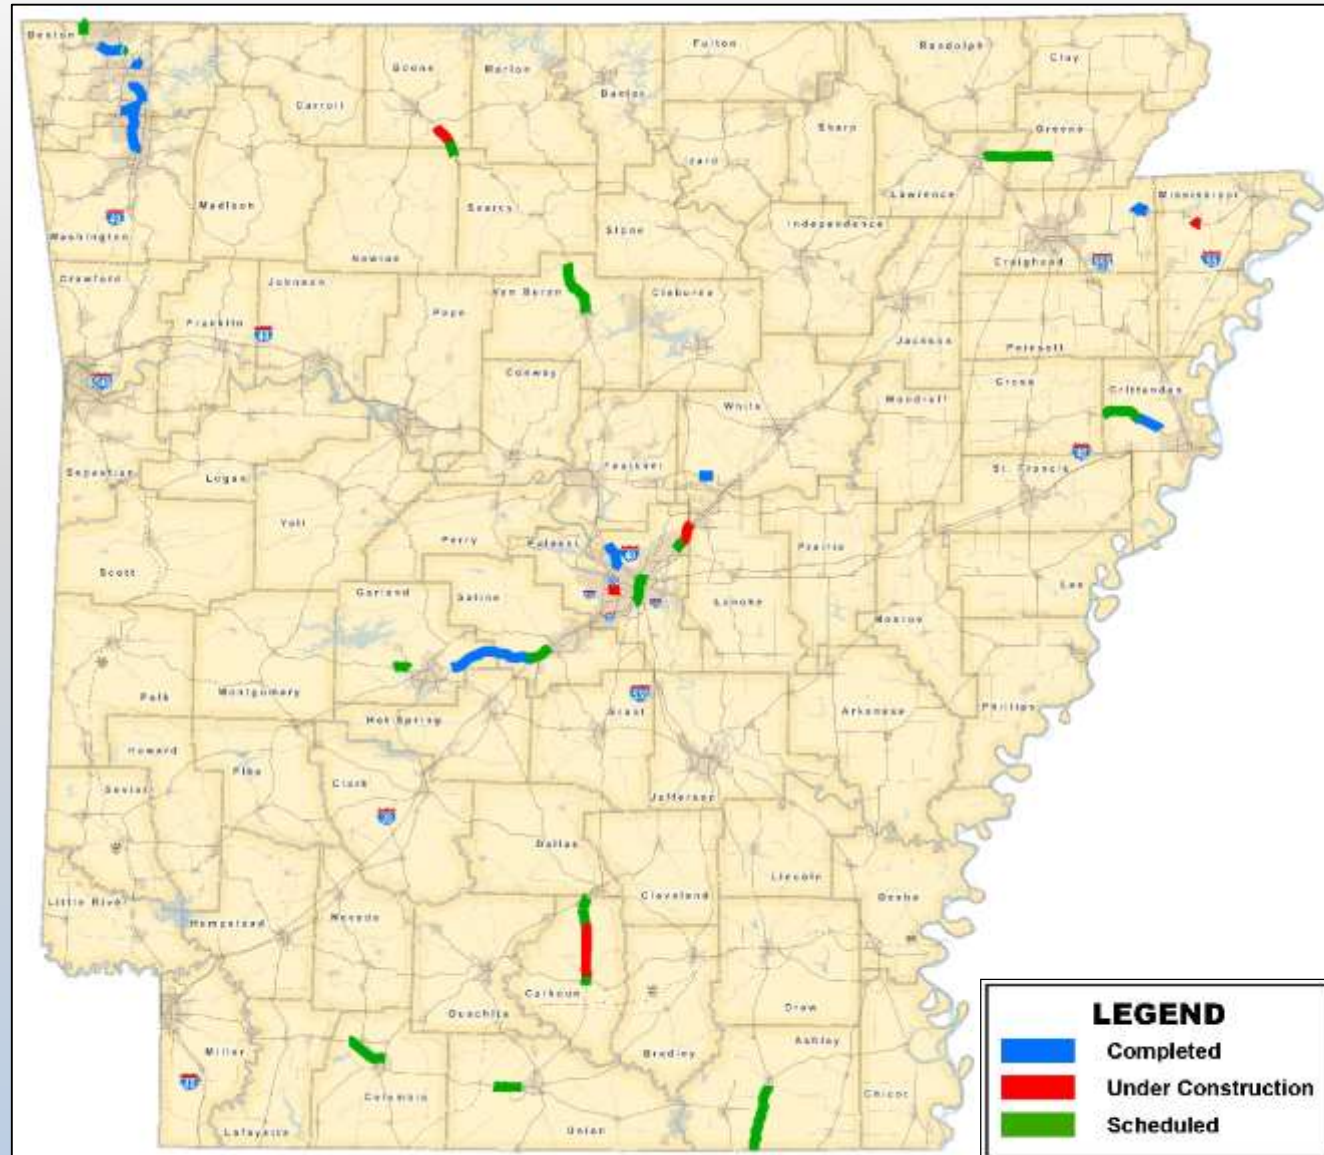 Benton
Boone
Marion
Fulton
Randolph
Clay
Carroll
Baxter
Sharp
Greene
Izard
Lawrence
Mississippi
Madison
Searcy
Stone
Independence
Washington
Newton
Craighead
Crawford
Johnson
Van Buren
Cleburne
Franklin
Pope
Jackson
Poinsett
Conway
Cross
Crittenden
White
Woodruff
Sebastian
Logan
Faulkner
St. Francis
Yell
Perry
Pulaski
Prairie
Scott
Garland
Saline
Lonoke
Lee
Monroe
Polk
Montgomery
Hot Spring
Grant
Arkansas
Phillips
Howard
Pike
Clark
Sevier
Jefferson
Dallas
Lincoln
Little River
Hempstead
Nevada
Cleveland
Desha
Calhoun
Ouachita
Drew
Miller
Bradley
Ashley
Columbia
Chicot
Lafayette
Union
LEGEND
Completed
Under Construction
Scheduled